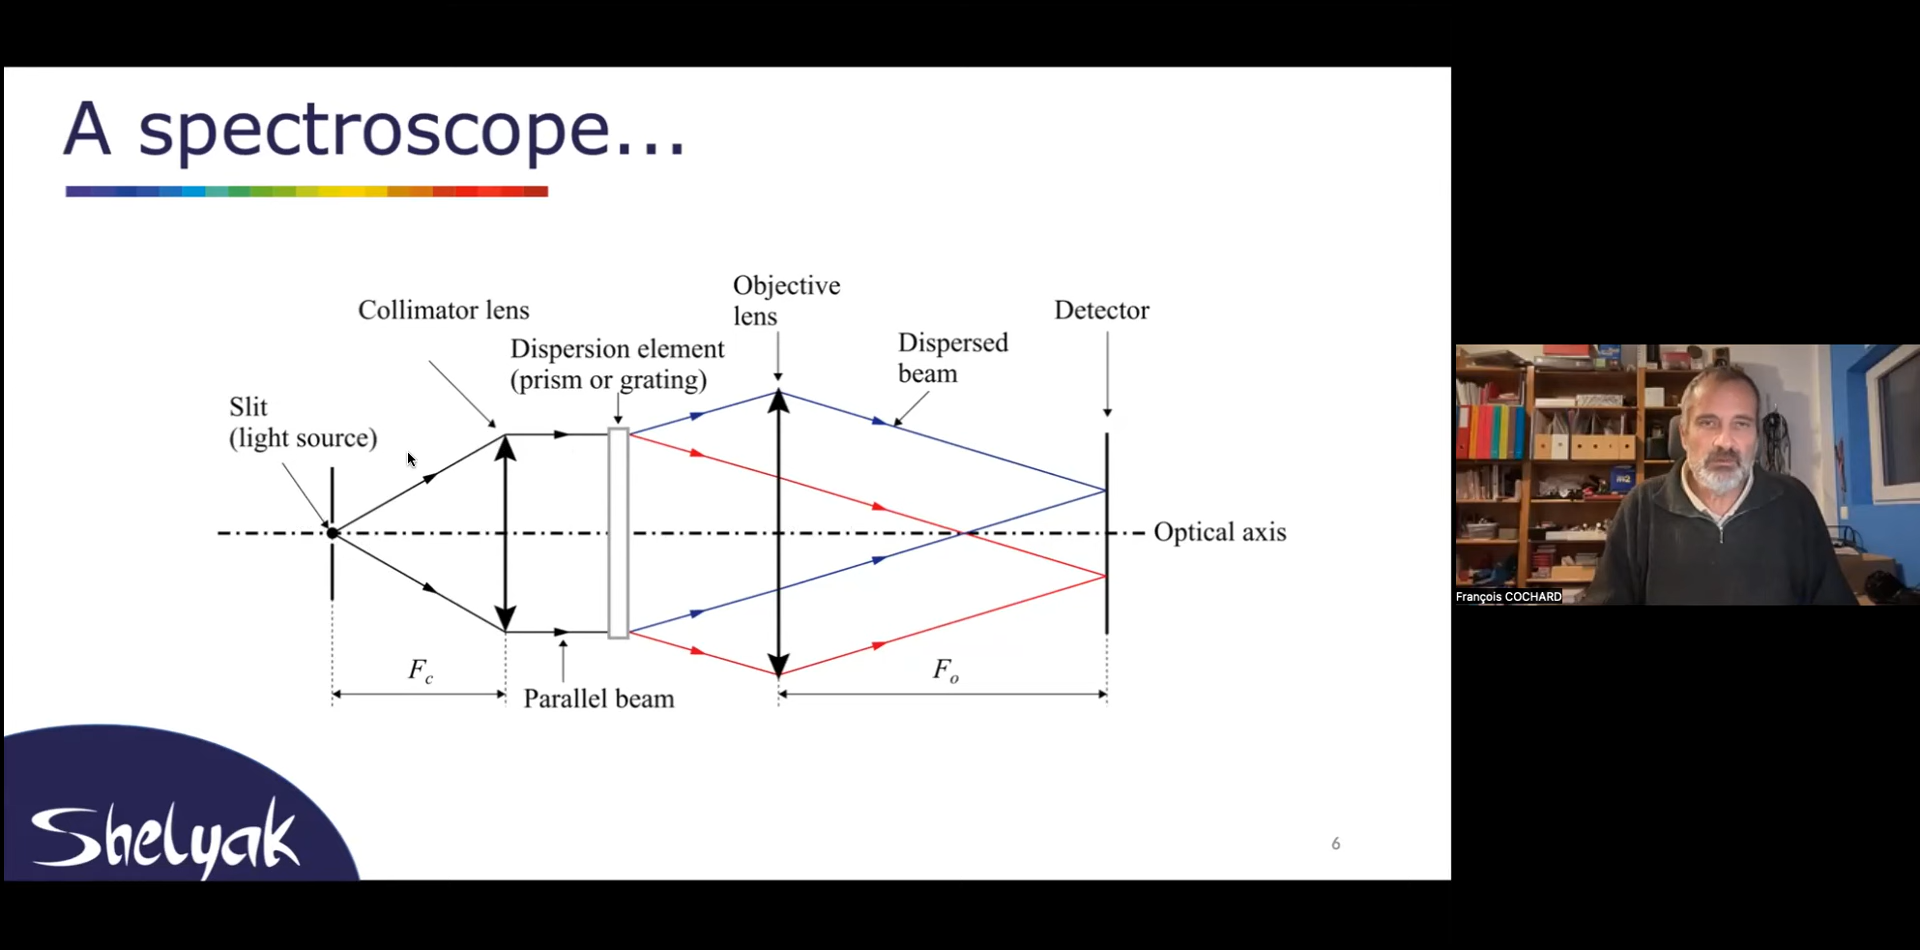 A spectroscope...
Objective
lens
Collimator lens
Detector
Dispersion element
(prism or grating)
Dispersed
beam
Slit
(light source)
Optical axis
Fc
Fo
Parallel beam
Shelyak
6
François COCHARD